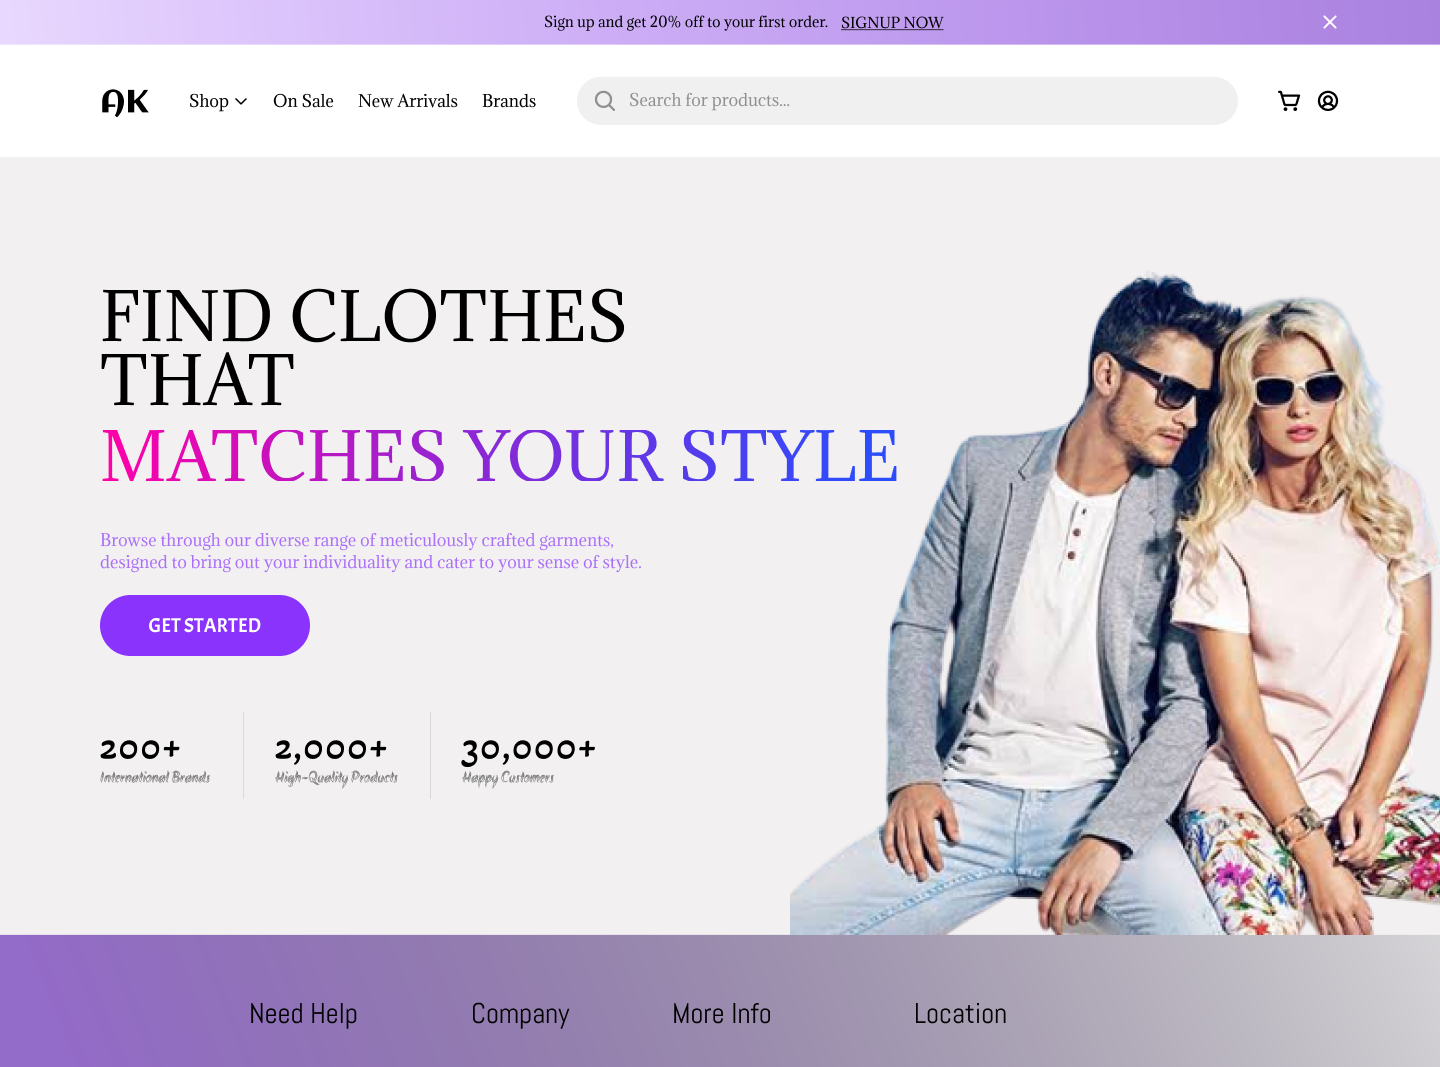 Sign up and get 20% off to your first order. SIGNUP NOW
AK Shop On Sale New Arrivals Brands Search for products...
FIND CLOTHES
THAT
MATCHES YOUR STYLE
Browse through our diverse range of meticulously crafted garments,
designed to bring out your individuality and cater to your sense of style.
GET STARTED
200+ 2,000+ 30,000+
International Brands High-Quality Products Happy Customers
Need Help Company More Info Location